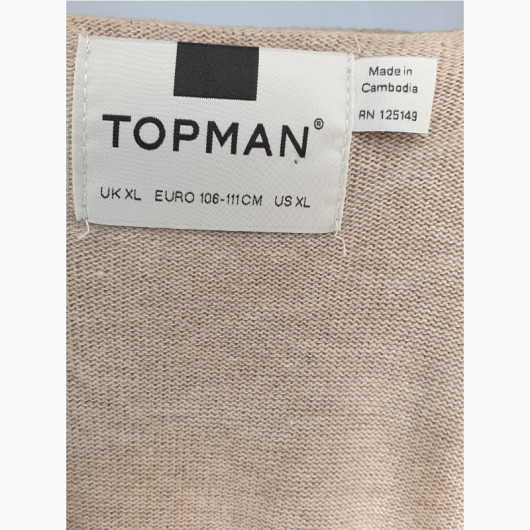 TOPMAN®
UK XL EURO 106-111CM US XL
Made in
Cambodia
RN 125149